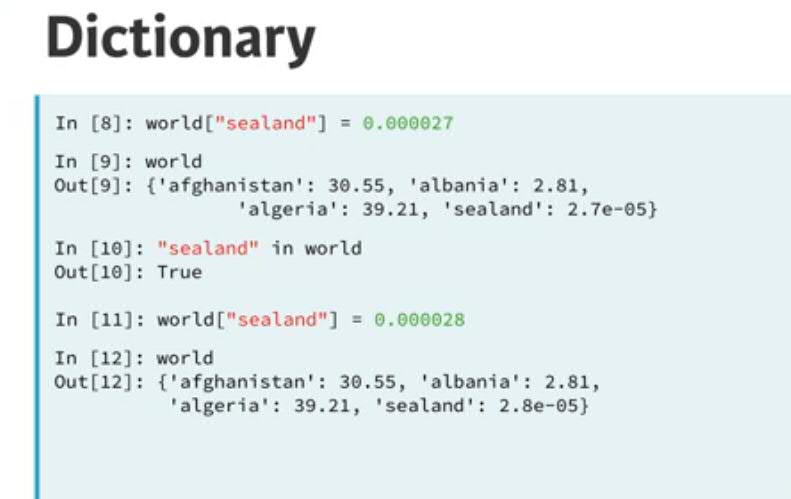 Dictionary
In [8]: world["sealand"] = 0.000027
In [9]: world
Out[9]: {'afghanistan': 30.55, 'albania': 2.81,
'algeria': 39.21, 'sealand': 2.7e-05}
In [10]: "sealand" in world
Out[10]: True
In [11]: world["sealand"] = 0.000028
In [12]: world
Out[12]: {'afghanistan': 30.55, 'albania': 2.81,
'algeria': 39.21, 'sealand': 2.8e-05}